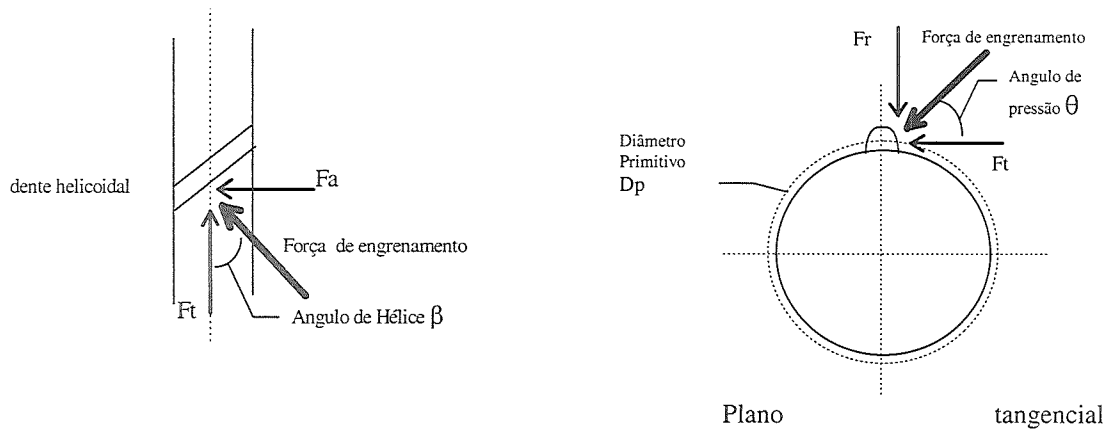 dente helicoidal
Fa
Força de engrenamento
Ft
Angulo de Hélice β
Fr
Força de engrenamento
Angulo de
pressão θ
Diâmetro
Primitivo
Dp
Ft
Plano tangencial